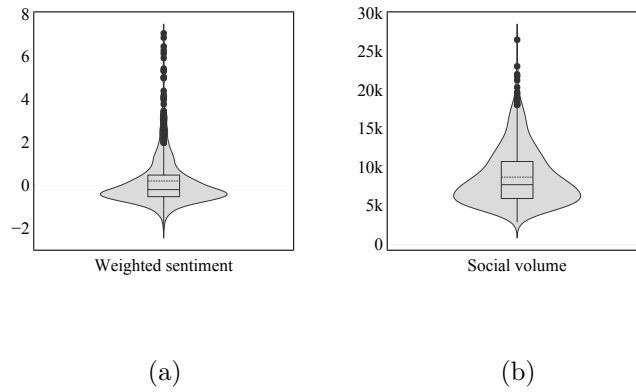 8
6
4
2
0
−2
Weighted sentiment
(a)
30k
25k
20k
15k
10k
5k
0
Social volume
(b)